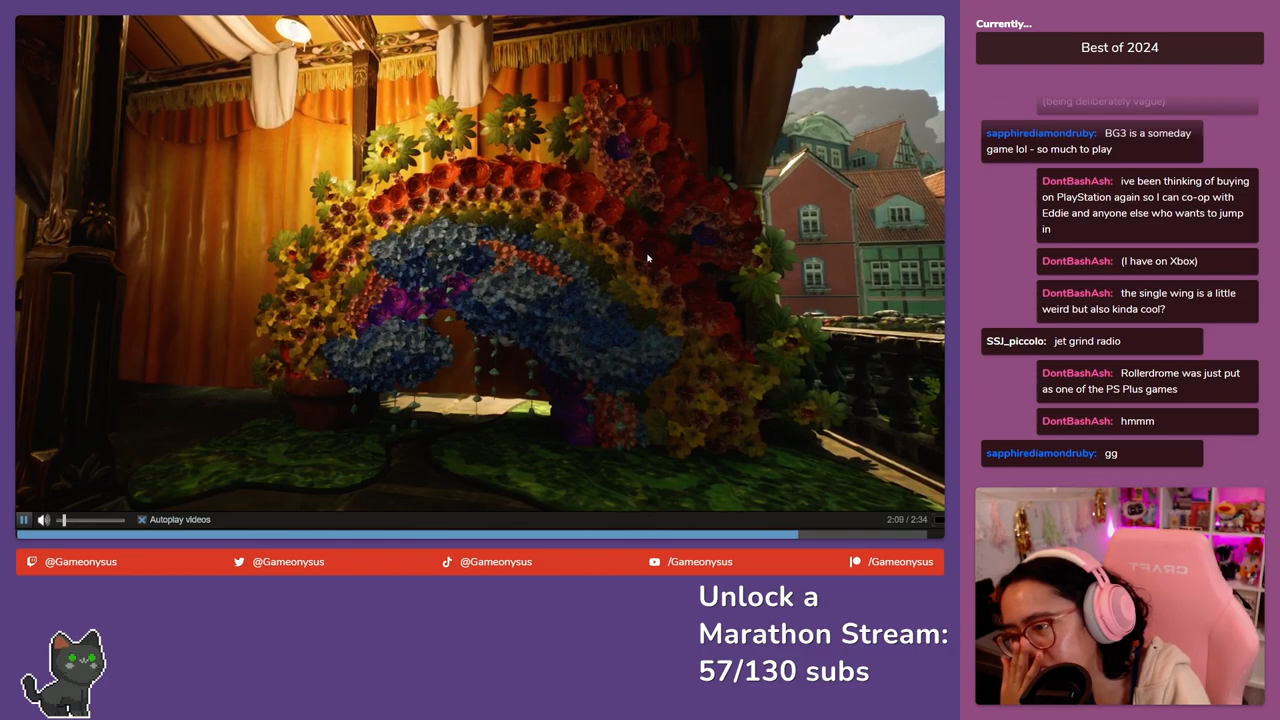 Currently...
Best of 2024
(being deliberately vague)
sapphirediamondruby: BG3 is a someday
game lol - so much to play
DontBashAsh: ive been thinking of buying
on PlayStation again so I can co-op with
Eddie and anyone else who wants to jump
in
DontBashAsh: (I have on Xbox)
DontBashAsh: the single wing is a little
weird but also kinda cool?
SSJ_piccolo: jet grind radio
DontBashAsh: Rollerdrome was just put
as one of the PS Plus games
DontBashAsh: hmmm
sapphirediamondruby: gg
Autoplay videos
2:09 / 2:34
@Gameonysus
@Gameonysus
@Gameonysus
/Gameonysus
/Gameonysus
Unlock a
Marathon Stream:
57/130 subs
CRAFT